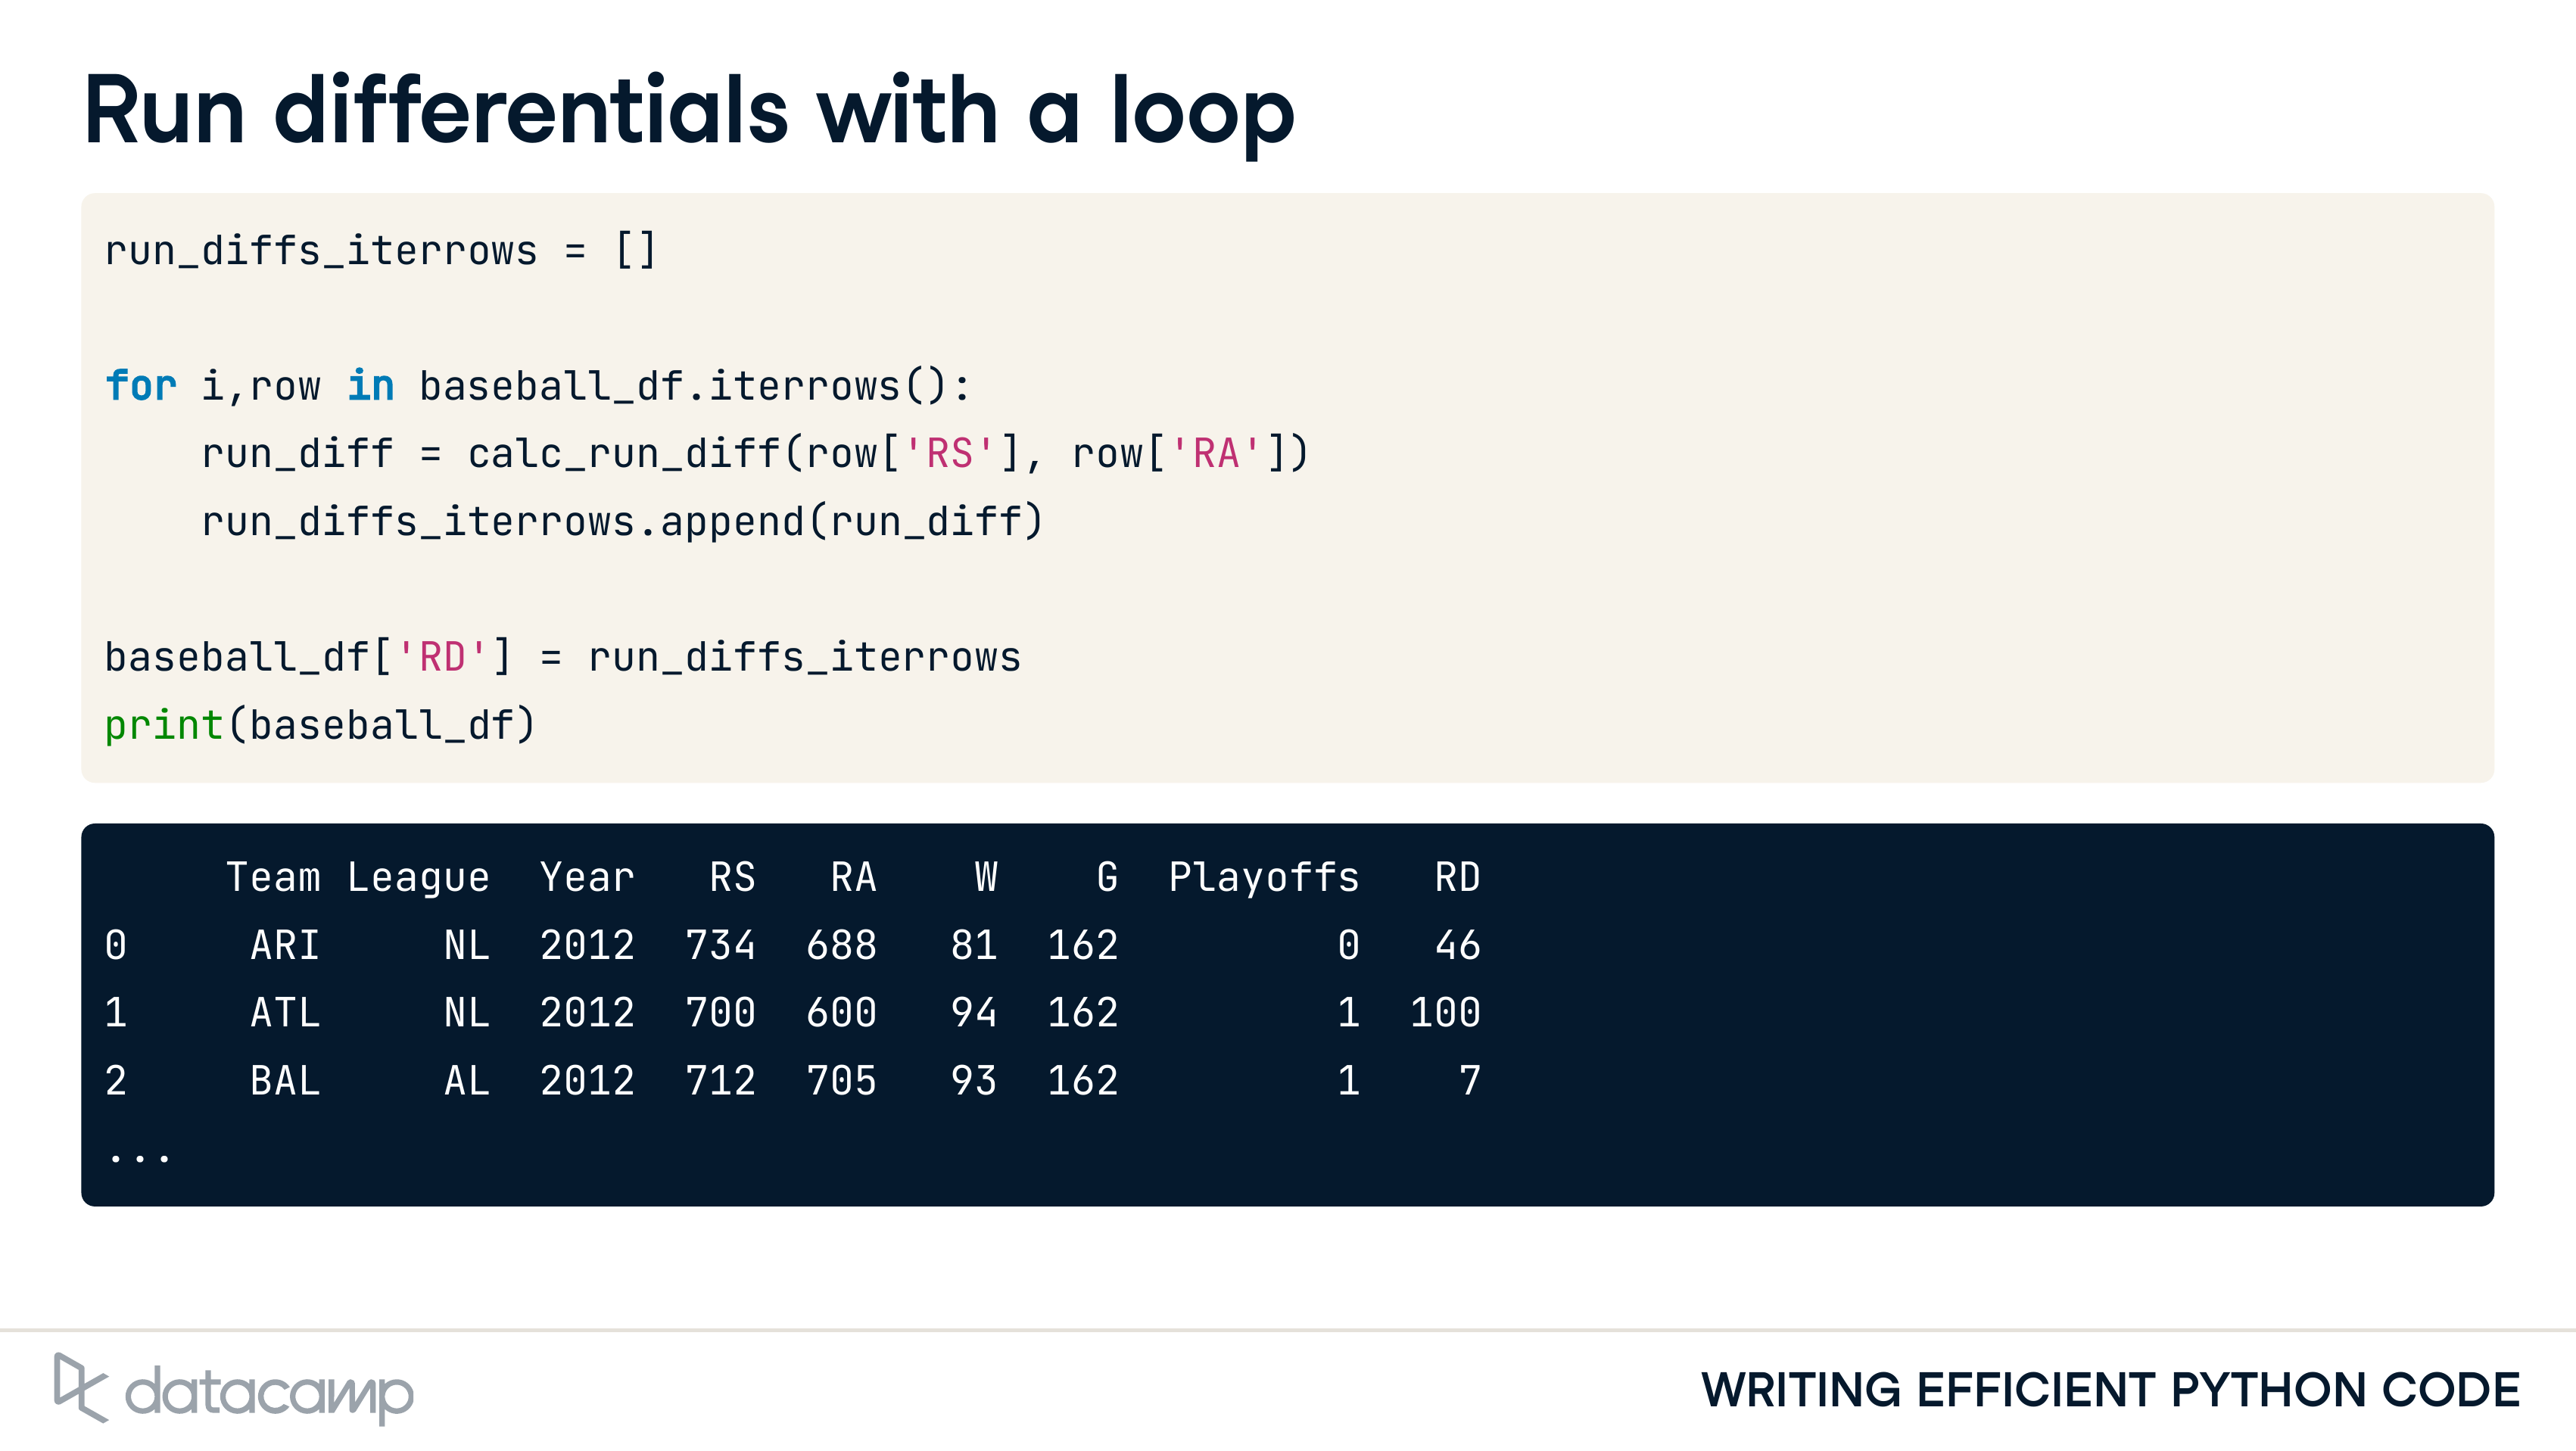 Run differentials with a loop
run_diffs_iterrows = []
for i,row in baseball_df.iterrows():
    run_diff = calc_run_diff(row['RS'], row['RA'])
    run_diffs_iterrows.append(run_diff)
baseball_df['RD'] = run_diffs_iterrows
print(baseball_df)
     Team League  Year   RS   RA    W    G  Playoffs   RD
0     ARI     NL  2012  734  688   81  162         0   46
1     ATL     NL  2012  700  600   94  162         1  100
2     BAL     AL  2012  712  705   93  162         1    7
...
datacamp
WRITING EFFICIENT PYTHON CODE